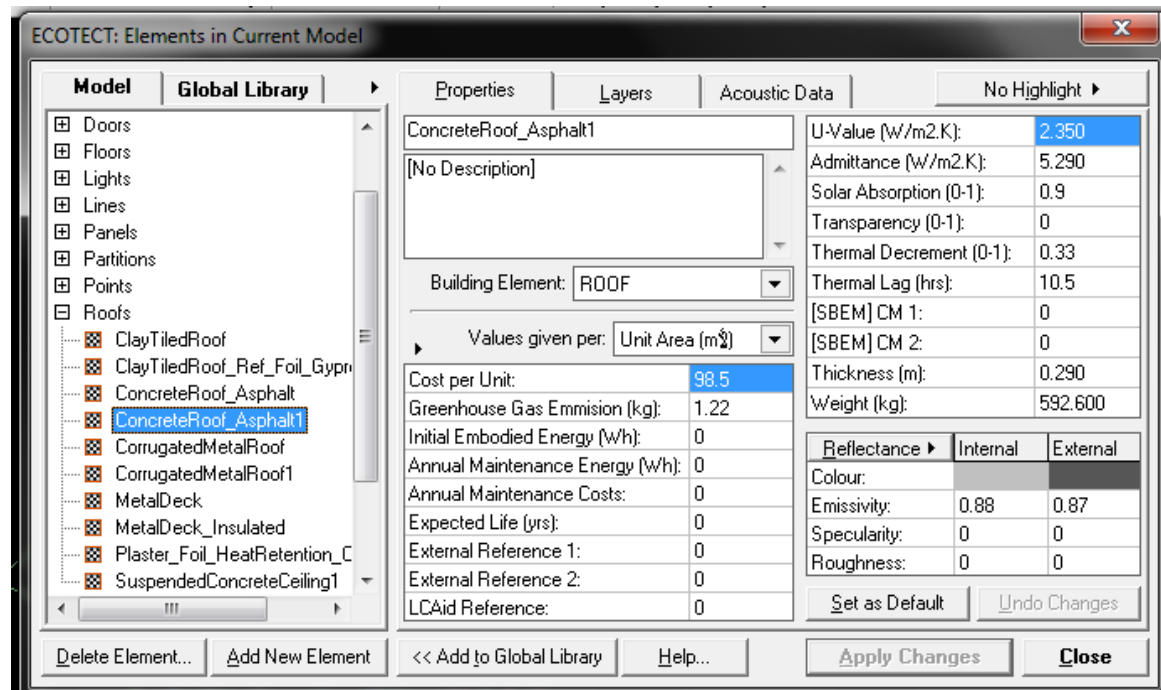 ECOTECT: Elements in Current Model
x
Model Global Library
Doors
Floors
Lights
Lines
Panels
Partitions
Points
Roofs
ClayTiledRoof
ClayTiledRoof_Ref_Foil_Gypr
ConcreteRoof_Asphalt
ConcreteRoof_Asphalt1
CorrugatedMetalRoof
CorrugatedMetalRoof1
MetalDeck
MetalDeck_Insulated
Plaster_Foil_HeatRetention_C
SuspendedConcreteCeiling1
Delete Element... Add New Element
Properties Layers Acoustic Data No Highlight
ConcreteRoof_Asphalt1
[No Description]
Building Element: ROOF
Values given per: Unit Area (m²)
Cost per Unit: 98.5
Greenhouse Gas Emmision (kg): 1.22
Initial Embodied Energy (Wh): 0
Annual Maintenance Energy (Wh): 0
Annual Maintenance Costs: 0
Expected Life (yrs): 0
External Reference 1: 0
External Reference 2: 0
LCAid Reference: 0
<< Add to Global Library Help...
U-Value (W/m2.K): 2.350
Admittance (W/m2.K): 5.290
Solar Absorption (0-1): 0.9
Transparency (0-1): 0
Thermal Decrement (0-1): 0.33
Thermal Lag (hrs): 10.5
[SBEM] CM 1: 0
[SBEM] CM 2: 0
Thickness (m): 0.290
Weight (kg): 592.600
Reflectance Internal External
Colour:
Emissivity: 0.88 0.87
Specularity: 0 0
Roughness: 0 0
Set as Default Undo Changes
Apply Changes Close